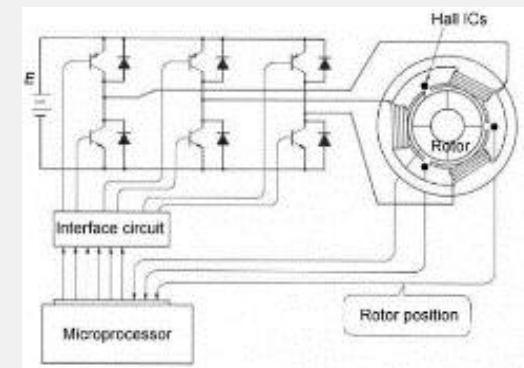 Hall ICs
E
Rotor
Interface circuit
Rotor position
Microprocessor